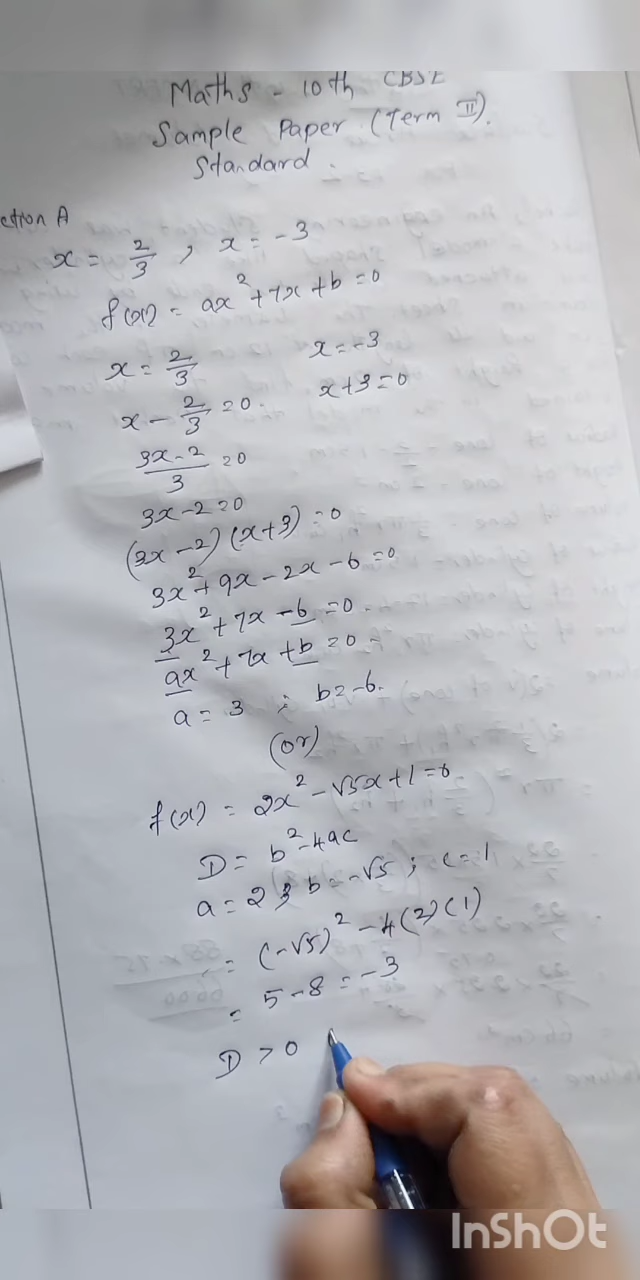 Maths - 10th CBSE
Sample Paper (Term II).
Standard.
ction A
x = 2/3 , x = -3
f(x) = ax² + 7x + b = 0
x = 2/3 x = -3
x - 2/3 = 0. x + 3 = 0
3x - 2/3 = 0
3x - 2 = 0
(3x - 2) (x + 3) = 0
3x² + 9x - 2x - 6 = 0
3x² + 7x - 6 = 0.
ax² + 7x + b = 0.
a = 3 ; b = -6.
(or)
f(x) = 2x² - √5x + 1 = 0
D = b² - 4ac
a = 2 ; b = -√5 ; c = 1
= (-√5)² - 4(2)(1)
= 5 - 8 = -3
D > 0
InShOt